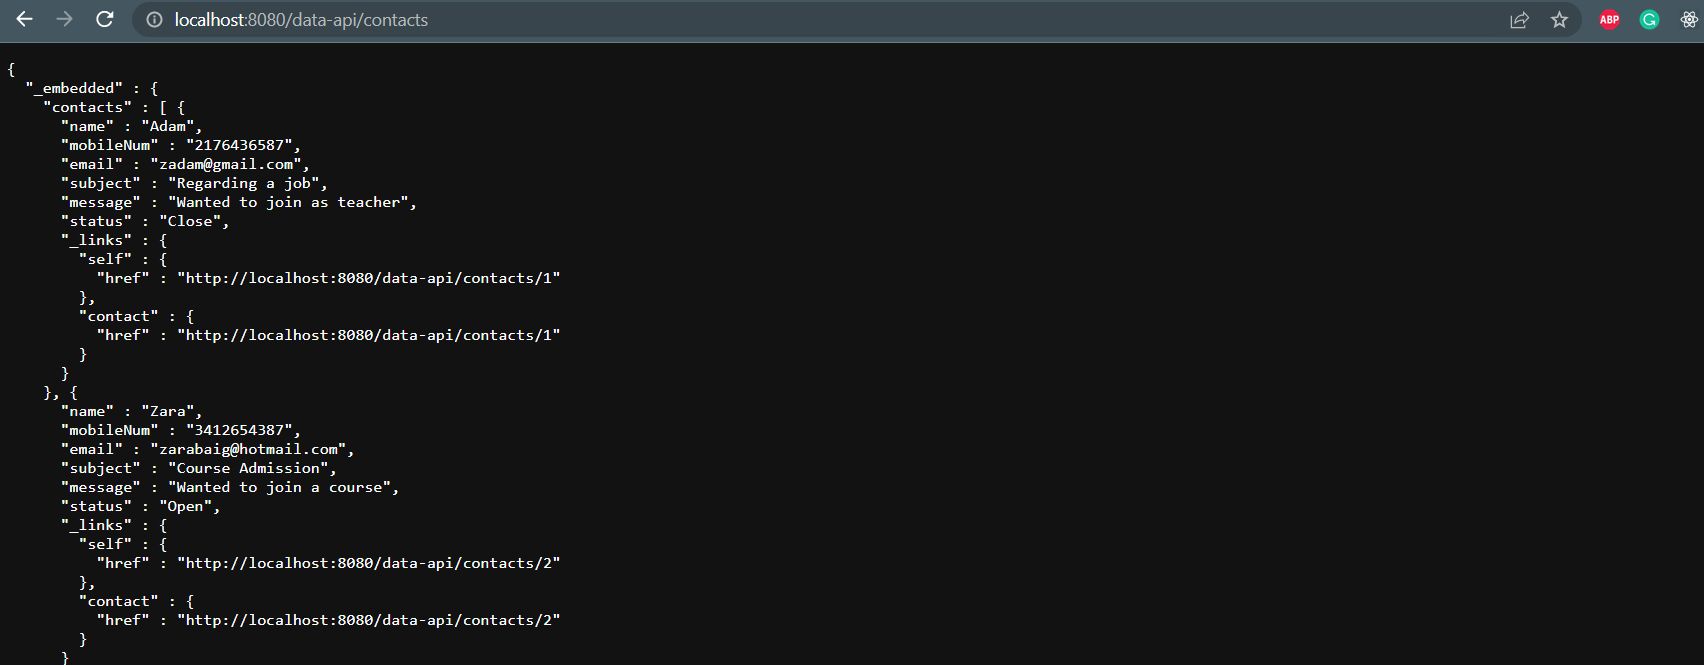 localhost:8080/data-api/contacts
ABP
G
{
  "_embedded" : {
    "contacts" : [ {
      "name" : "Adam",
      "mobileNum" : "2176436587",
      "email" : "zadam@gmail.com",
      "subject" : "Regarding a job",
      "message" : "Wanted to join as teacher",
      "status" : "Close",
      "_links" : {
        "self" : {
          "href" : "http://localhost:8080/data-api/contacts/1"
        },
        "contact" : {
          "href" : "http://localhost:8080/data-api/contacts/1"
        }
      }
    }, {
      "name" : "Zara",
      "mobileNum" : "3412654387",
      "email" : "zarabaig@hotmail.com",
      "subject" : "Course Admission",
      "message" : "Wanted to join a course",
      "status" : "Open",
      "_links" : {
        "self" : {
          "href" : "http://localhost:8080/data-api/contacts/2"
        },
        "contact" : {
          "href" : "http://localhost:8080/data-api/contacts/2"
        }
      }